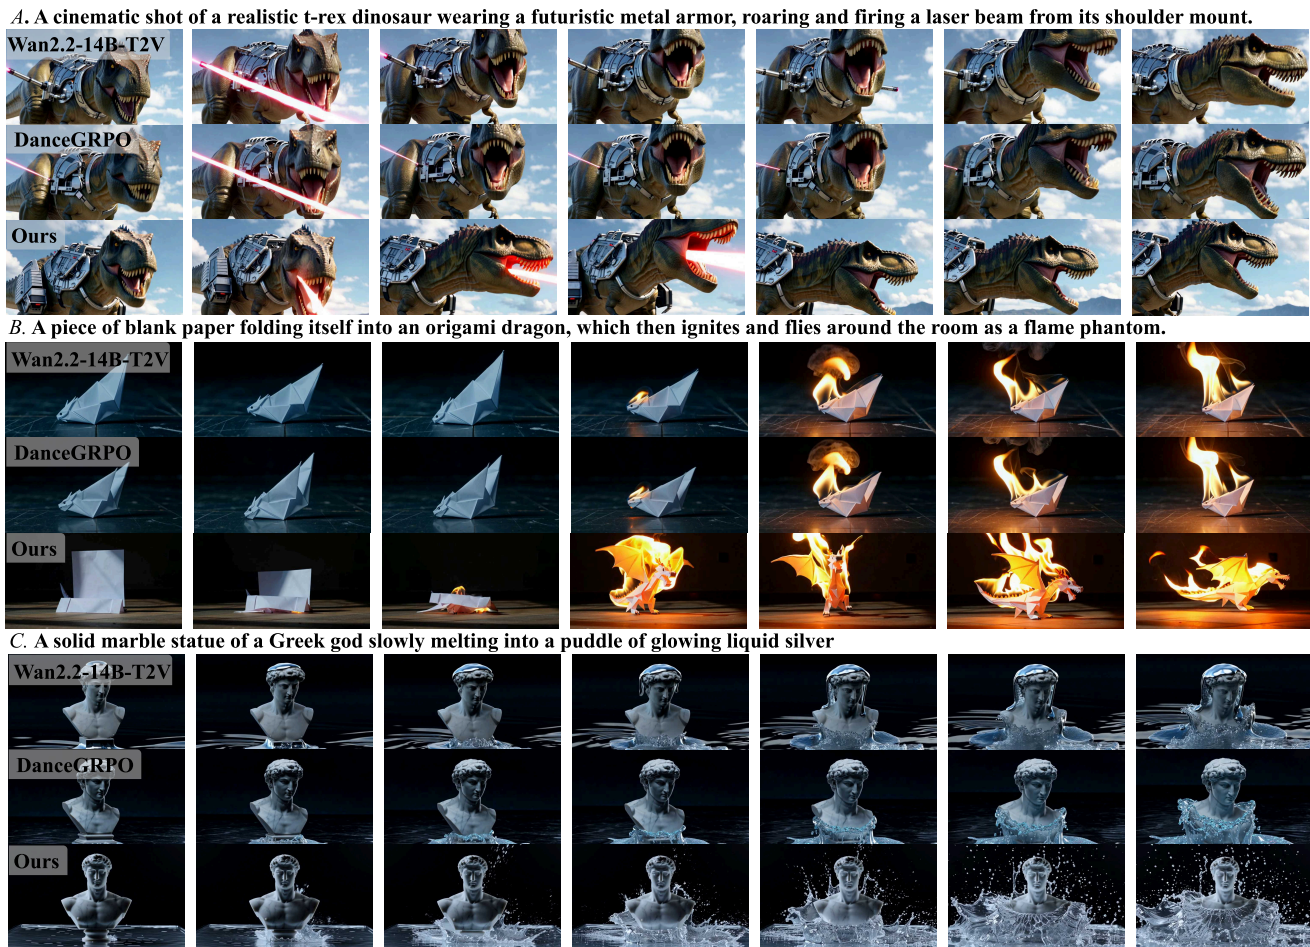 A. A cinematic shot of a realistic t-rex dinosaur wearing a futuristic metal armor, roaring and firing a laser beam from its shoulder mount.
Wan2.2-14B-T2V
DanceGRPO
Ours
B. A piece of blank paper folding itself into an origami dragon, which then ignites and flies around the room as a flame phantom.
Wan2.2-14B-T2V
DanceGRPO
Ours
C. A solid marble statue of a Greek god slowly melting into a puddle of glowing liquid silver
Wan2.2-14B-T2V
DanceGRPO
Ours